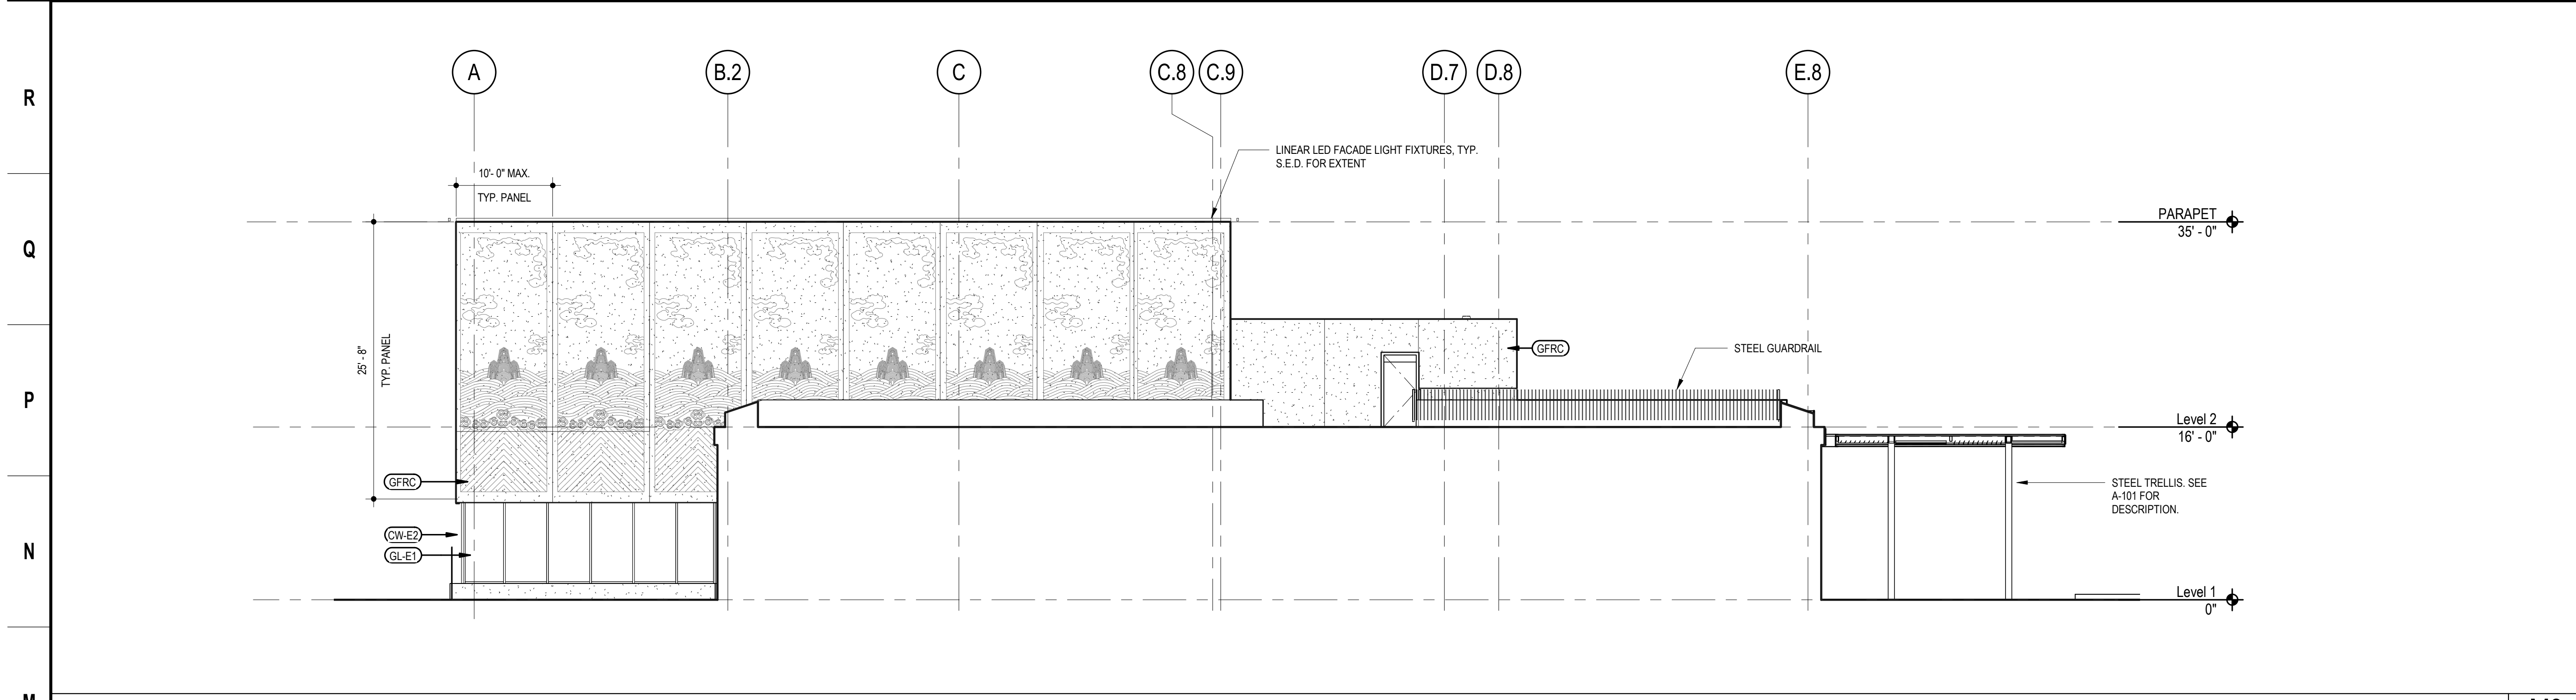 R
Q
P
N
A
B.2
C
C.8
C.9
D.7
D.8
E.8
LINEAR LED FACADE LIGHT FIXTURES, TYP.
S.E.D. FOR EXTENT
10'- 0" MAX.
TYP. PANEL
25' - 8"
TYP. PANEL
PARAPET
35' - 0"
GFRC
STEEL GUARDRAIL
Level 2
16' - 0"
GFRC
STEEL TRELLIS. SEE
A-101 FOR
DESCRIPTION.
CW-E2
GL-E1
Level 1
0"